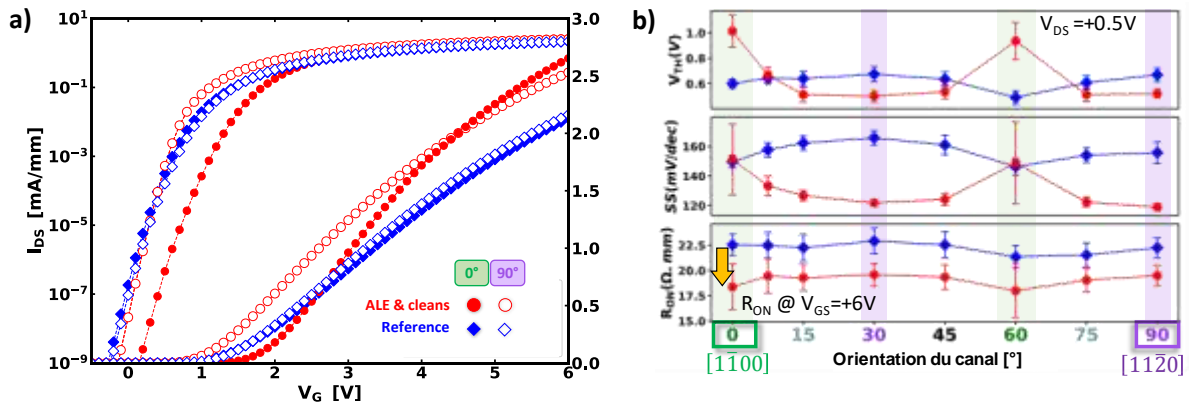 a)
I_DS [mA/mm]
10^1
10^-1
10^-3
10^-5
10^-7
10^-9
3.0
2.5
2.0
1.5
1.0
0.5
0.0
0° 90°
ALE & cleans
Reference
0 1 2 3 4 5 6
V_G [V]
b)
V_DS =+0.5V
V_TH(V)
1.0
0.6
SS(mV/dec)
160
140
120
R_ON(Ω. mm)
22.5
20.0
17.5
15.0
R_ON @ V_GS=+6V
0 15 30 45 60 75 90
[11̅00] Orientation du canal [°] [112̅0]